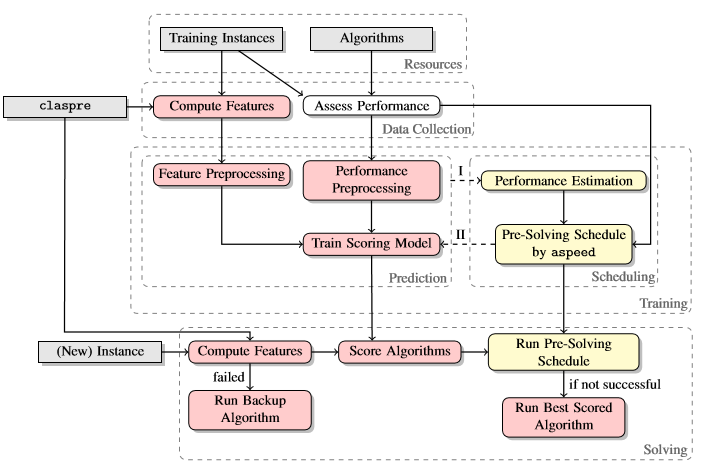 Training Instances
Algorithms
Resources
claspre
Compute Features
Assess Performance
Data Collection
Feature Preprocessing
Performance
Preprocessing
I
Performance Estimation
Train Scoring Model
II
Pre-Solving Schedule
by aspeed
Prediction
Scheduling
Training
(New) Instance
Compute Features
Score Algorithms
Run Pre-Solving
Schedule
failed
if not successful
Run Backup
Algorithm
Run Best Scored
Algorithm
Solving